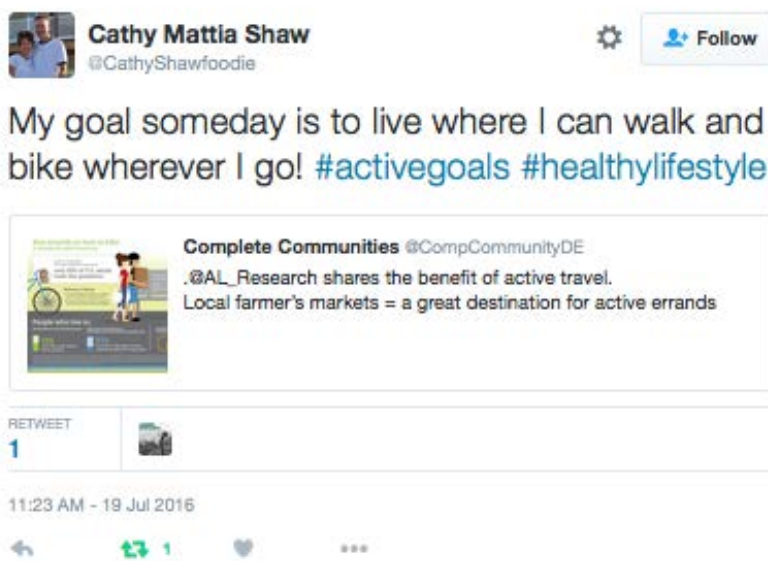 Cathy Mattia Shaw
@CathyShawfoodie
Follow
My goal someday is to live where I can walk and
bike wherever I go! #activegoals #healthylifestyle
Complete Communities @CompCommunityDE
.@AL_Research shares the benefit of active travel.
Local farmer's markets = a great destination for active errands
RETWEET
1
11:23 AM - 19 Jul 2016
1